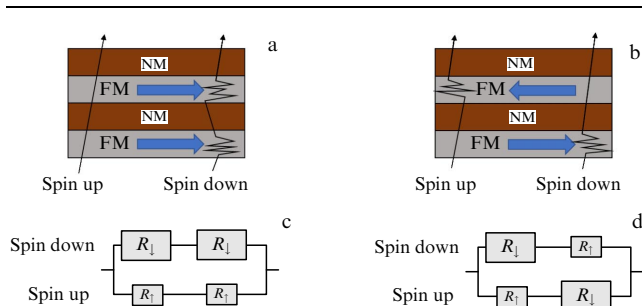 a
NM
FM
NM
FM
Spin up Spin down
b
NM
FM
NM
FM
Spin up Spin down
c
Spin down R↓ R↓
Spin up R↑ R↑
d
Spin down R↓ R↑
Spin up R↑ R↓